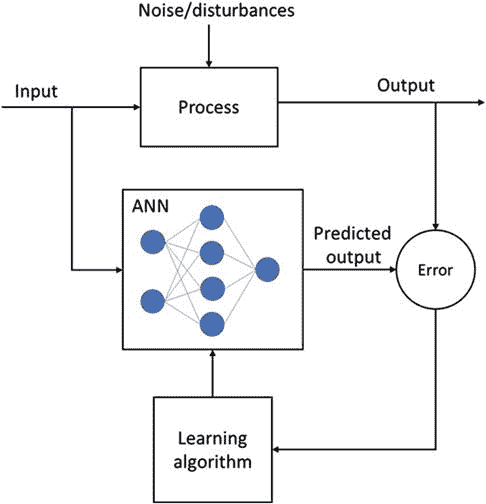 Noise/disturbances
Input
Process
Output
ANN
Predicted
output
Error
Learning
algorithm